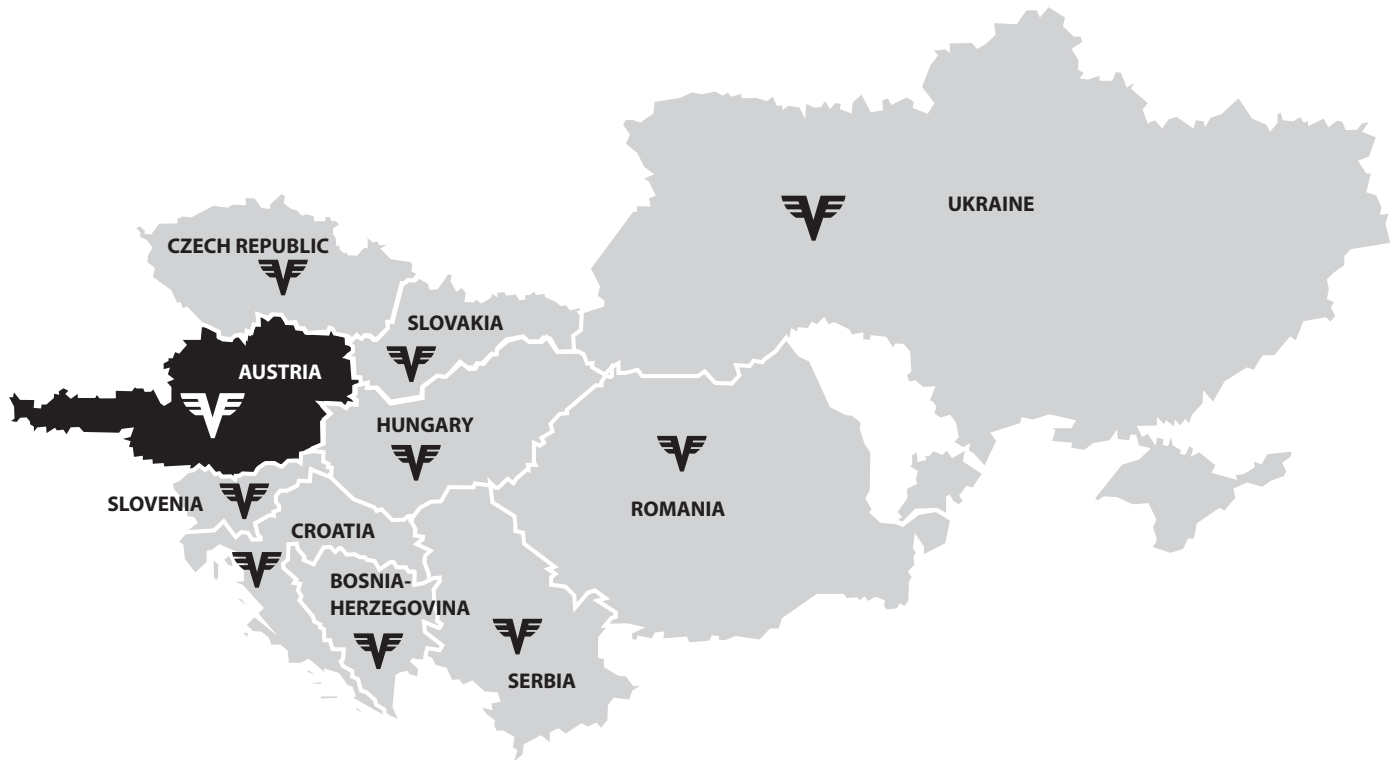 UKRAINE
CZECH REPUBLIC
SLOVAKIA
AUSTRIA
HUNGARY
SLOVENIA
ROMANIA
CROATIA
BOSNIA-
HERZEGOVINA
SERBIA